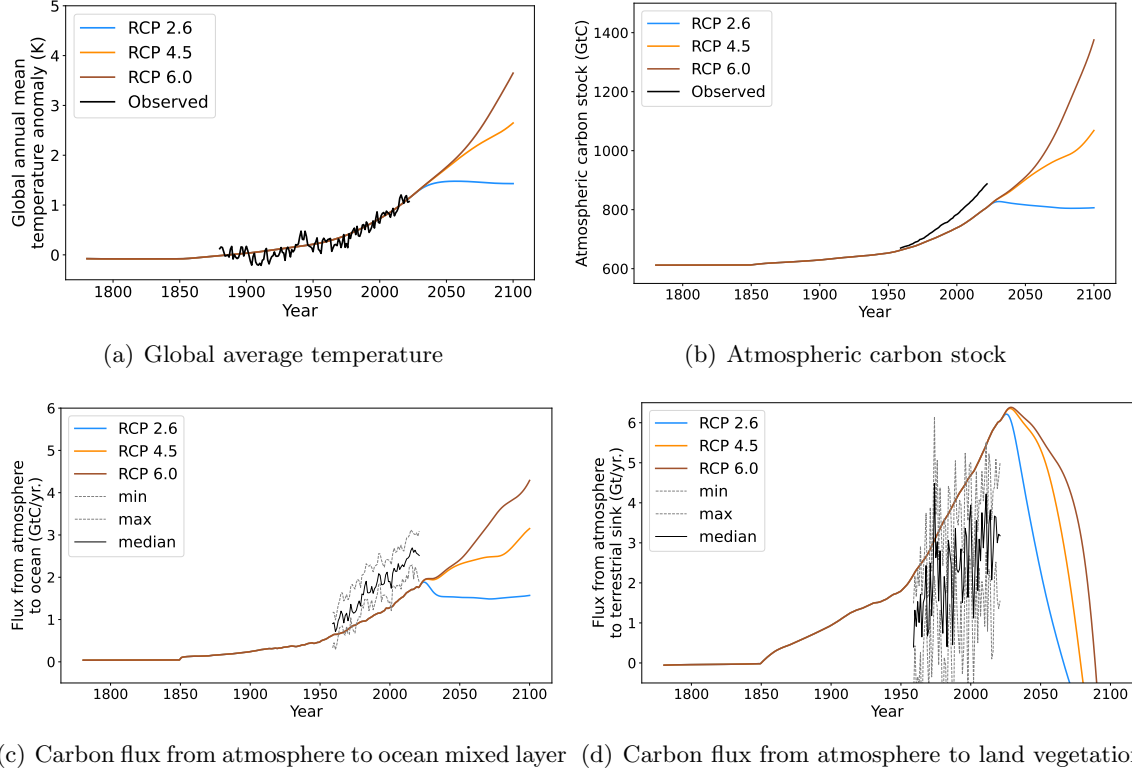 5
4
3
2
1
0
Global annual mean
temperature anomaly (K)
RCP 2.6
RCP 4.5
RCP 6.0
Observed
1800 1850 1900 1950 2000 2050 2100
Year
(a) Global average temperature
1400
1200
1000
800
600
Atmospheric carbon stock (GtC)
RCP 2.6
RCP 4.5
RCP 6.0
Observed
1800 1850 1900 1950 2000 2050 2100
Year
(b) Atmospheric carbon stock
6
5
4
3
2
1
0
Flux from atmosphere
to ocean (GtC/yr.)
RCP 2.6
RCP 4.5
RCP 6.0
min
max
median
1800 1850 1900 1950 2000 2050 2100
Year
(c) Carbon flux from atmosphere to ocean mixed layer
6
5
4
3
2
1
0
Flux from atmosphere
to terrestrial sink (Gt/yr.)
RCP 2.6
RCP 4.5
RCP 6.0
min
max
median
1800 1850 1900 1950 2000 2050 2100
Year
(d) Carbon flux from atmosphere to land vegetation